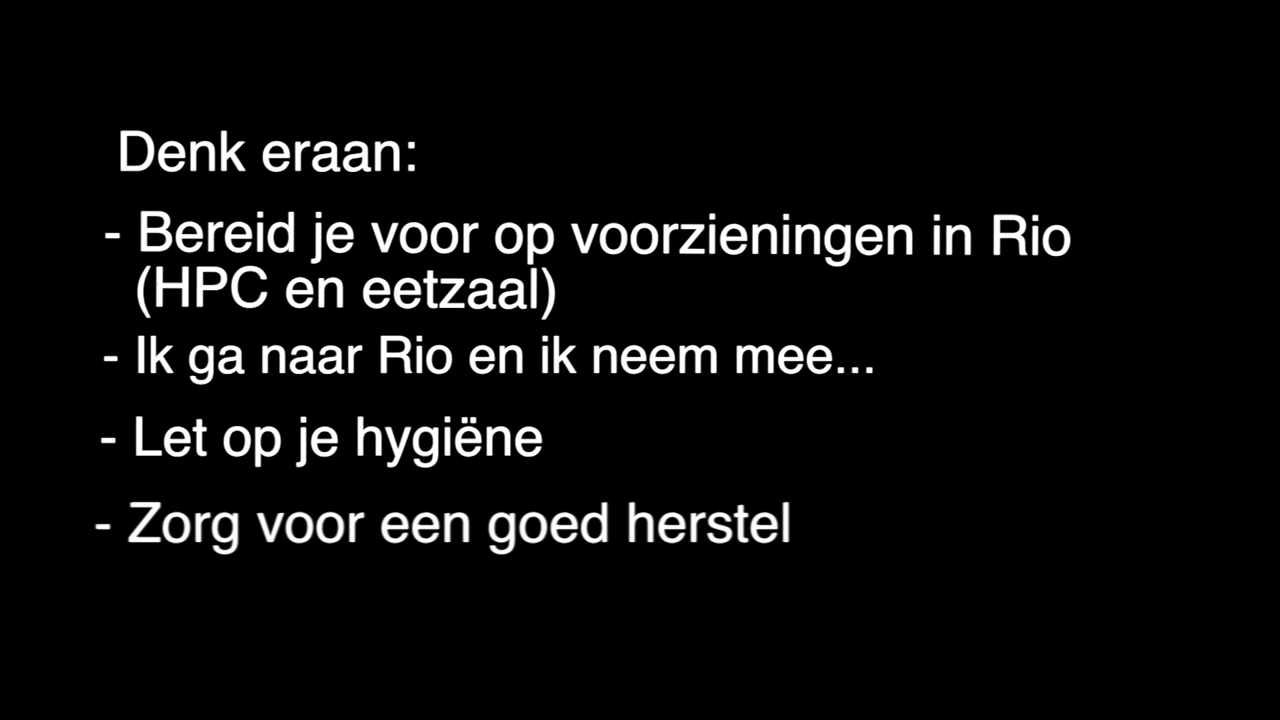 Denk eraan:
- Bereid je voor op voorzieningen in Rio
(HPC en eetzaal)
- Ik ga naar Rio en ik neem mee...
- Let op je hygiëne
- Zorg voor een goed herstel